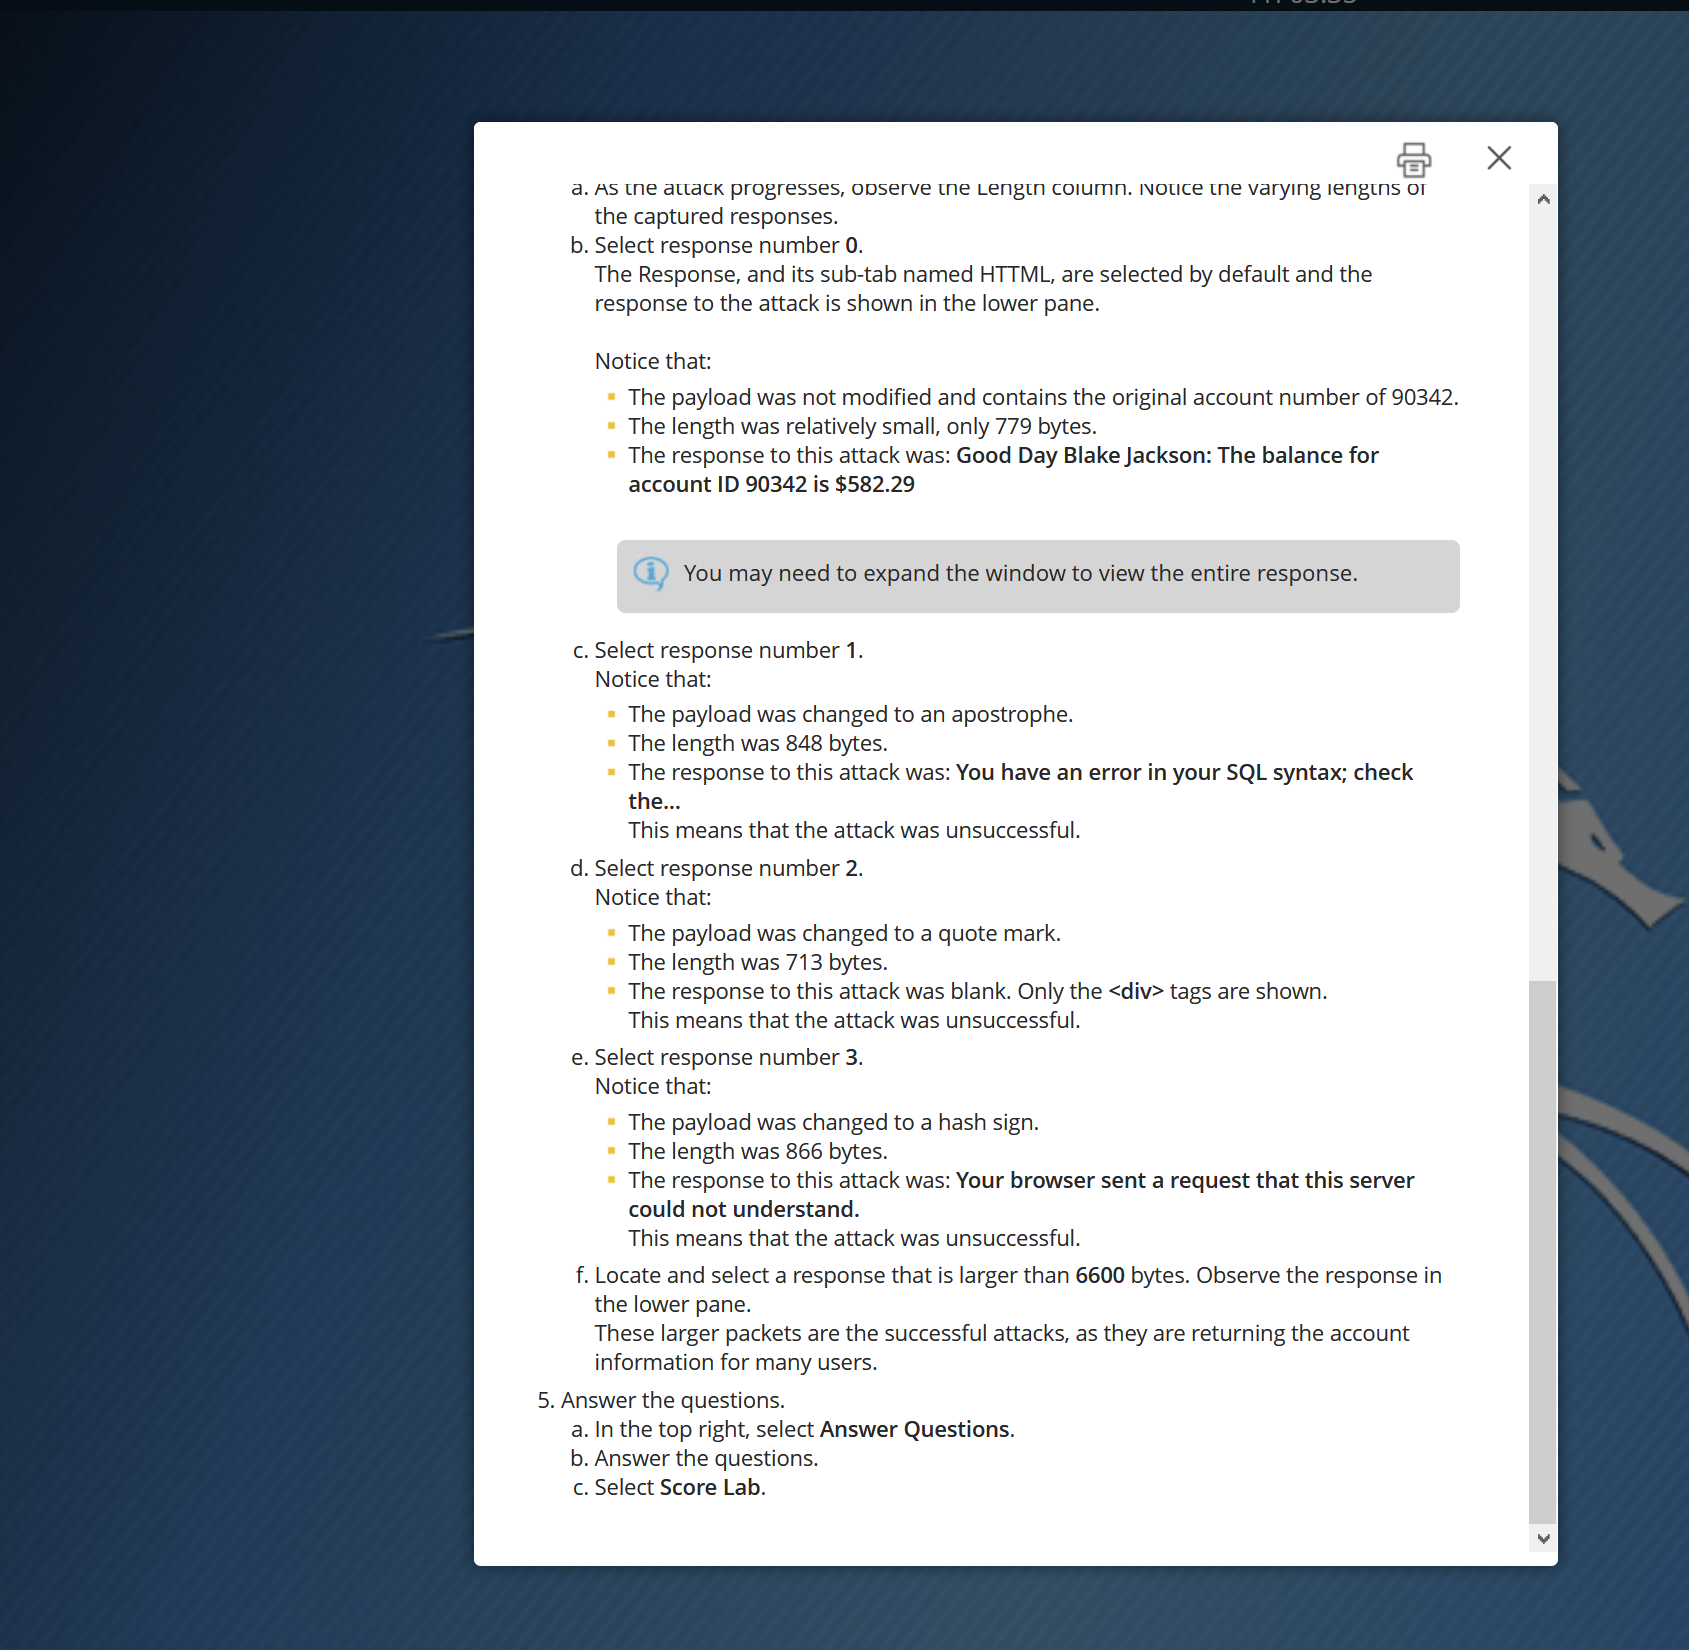 a. As the attack progresses, observe the Length column. Notice the varying lengths of
the captured responses.
b. Select response number 0.
The Response, and its sub-tab named HTTML, are selected by default and the
response to the attack is shown in the lower pane.
Notice that:
The payload was not modified and contains the original account number of 90342.
The length was relatively small, only 779 bytes.
The response to this attack was: Good Day Blake Jackson: The balance for
account ID 90342 is $582.29
You may need to expand the window to view the entire response.
c. Select response number 1.
Notice that:
The payload was changed to an apostrophe.
The length was 848 bytes.
The response to this attack was: You have an error in your SQL syntax; check
the...
This means that the attack was unsuccessful.
d. Select response number 2.
Notice that:
The payload was changed to a quote mark.
The length was 713 bytes.
The response to this attack was blank. Only the <div> tags are shown.
This means that the attack was unsuccessful.
e. Select response number 3.
Notice that:
The payload was changed to a hash sign.
The length was 866 bytes.
The response to this attack was: Your browser sent a request that this server
could not understand.
This means that the attack was unsuccessful.
f. Locate and select a response that is larger than 6600 bytes. Observe the response in
the lower pane.
These larger packets are the successful attacks, as they are returning the account
information for many users.
5. Answer the questions.
a. In the top right, select Answer Questions.
b. Answer the questions.
c. Select Score Lab.